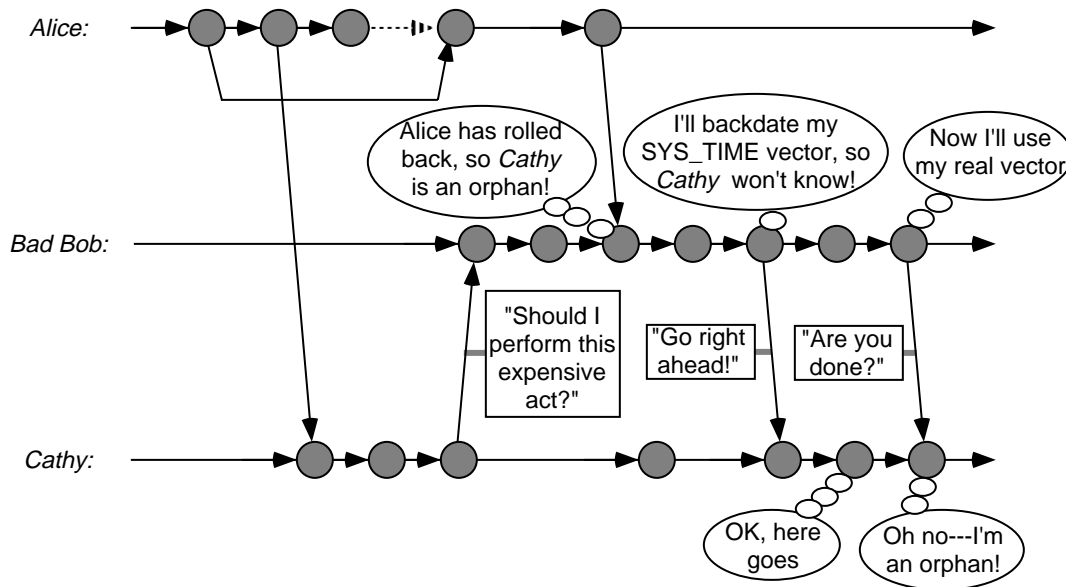 Alice:
Alice has rolled
back, so Cathy
is an orphan!
I'll backdate my
SYS_TIME vector, so
Cathy won't know!
Now I'll use
my real vector
Bad Bob:
"Should I
perform this
expensive
act?"
"Go right
ahead!"
"Are you
done?"
Cathy:
OK, here
goes
Oh no---I'm
an orphan!